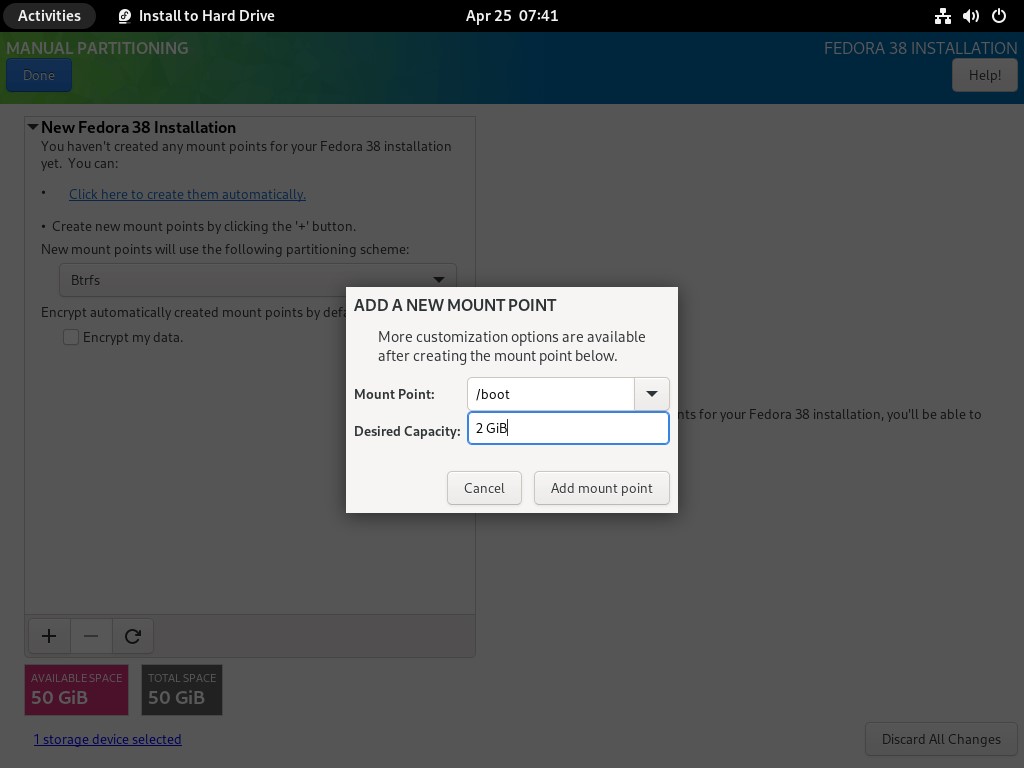 Activities
Install to Hard Drive
Apr 25 07:41
MANUAL PARTITIONING
FEDORA 38 INSTALLATION
Done
Help!
New Fedora 38 Installation
You haven't created any mount points for your Fedora 38 installation
yet. You can:
• Click here to create them automatically.
• Create new mount points by clicking the '+' button.
New mount points will use the following partitioning scheme:
Btrfs
Encrypt automatically created mount points by
Encrypt my data.
ADD A NEW MOUNT POINT
More customization options are available
after creating the mount point below.
Mount Point:
/boot
Desired Capacity:
2 GiB
Cancel
Add mount point
for your Fedora 38 installation, you'll be able to
AVAILABLE SPACE
50 GiB
TOTAL SPACE
50 GiB
1 storage device selected
Discard All Changes